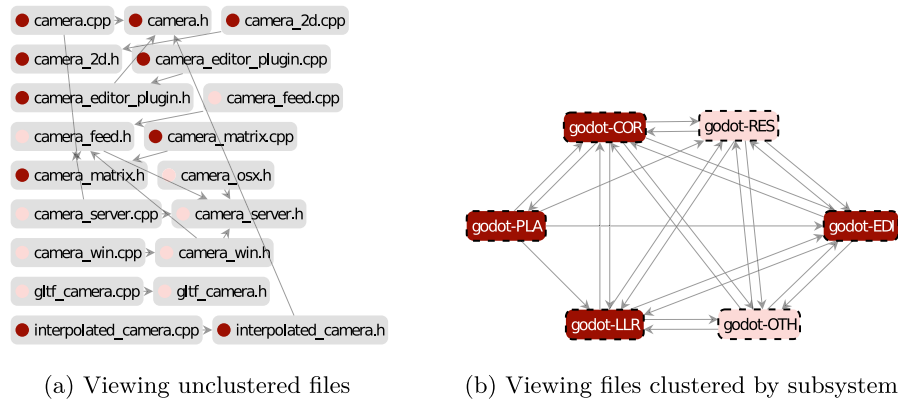 camera.cpp camera.h camera_2d.cpp
camera_2d.h camera_editor_plugin.cpp
camera_editor_plugin.h camera_feed.cpp
camera_feed.h camera_matrix.cpp
camera_matrix.h camera_osx.h
camera_server.cpp camera_server.h
camera_win.cpp camera_win.h
gltf_camera.cpp gltf_camera.h
interpolated_camera.cpp interpolated_camera.h
(a) Viewing unclustered files
godot-COR godot-RES
godot-PLA godot-EDI
godot-LLR godot-OTH
(b) Viewing files clustered by subsystem